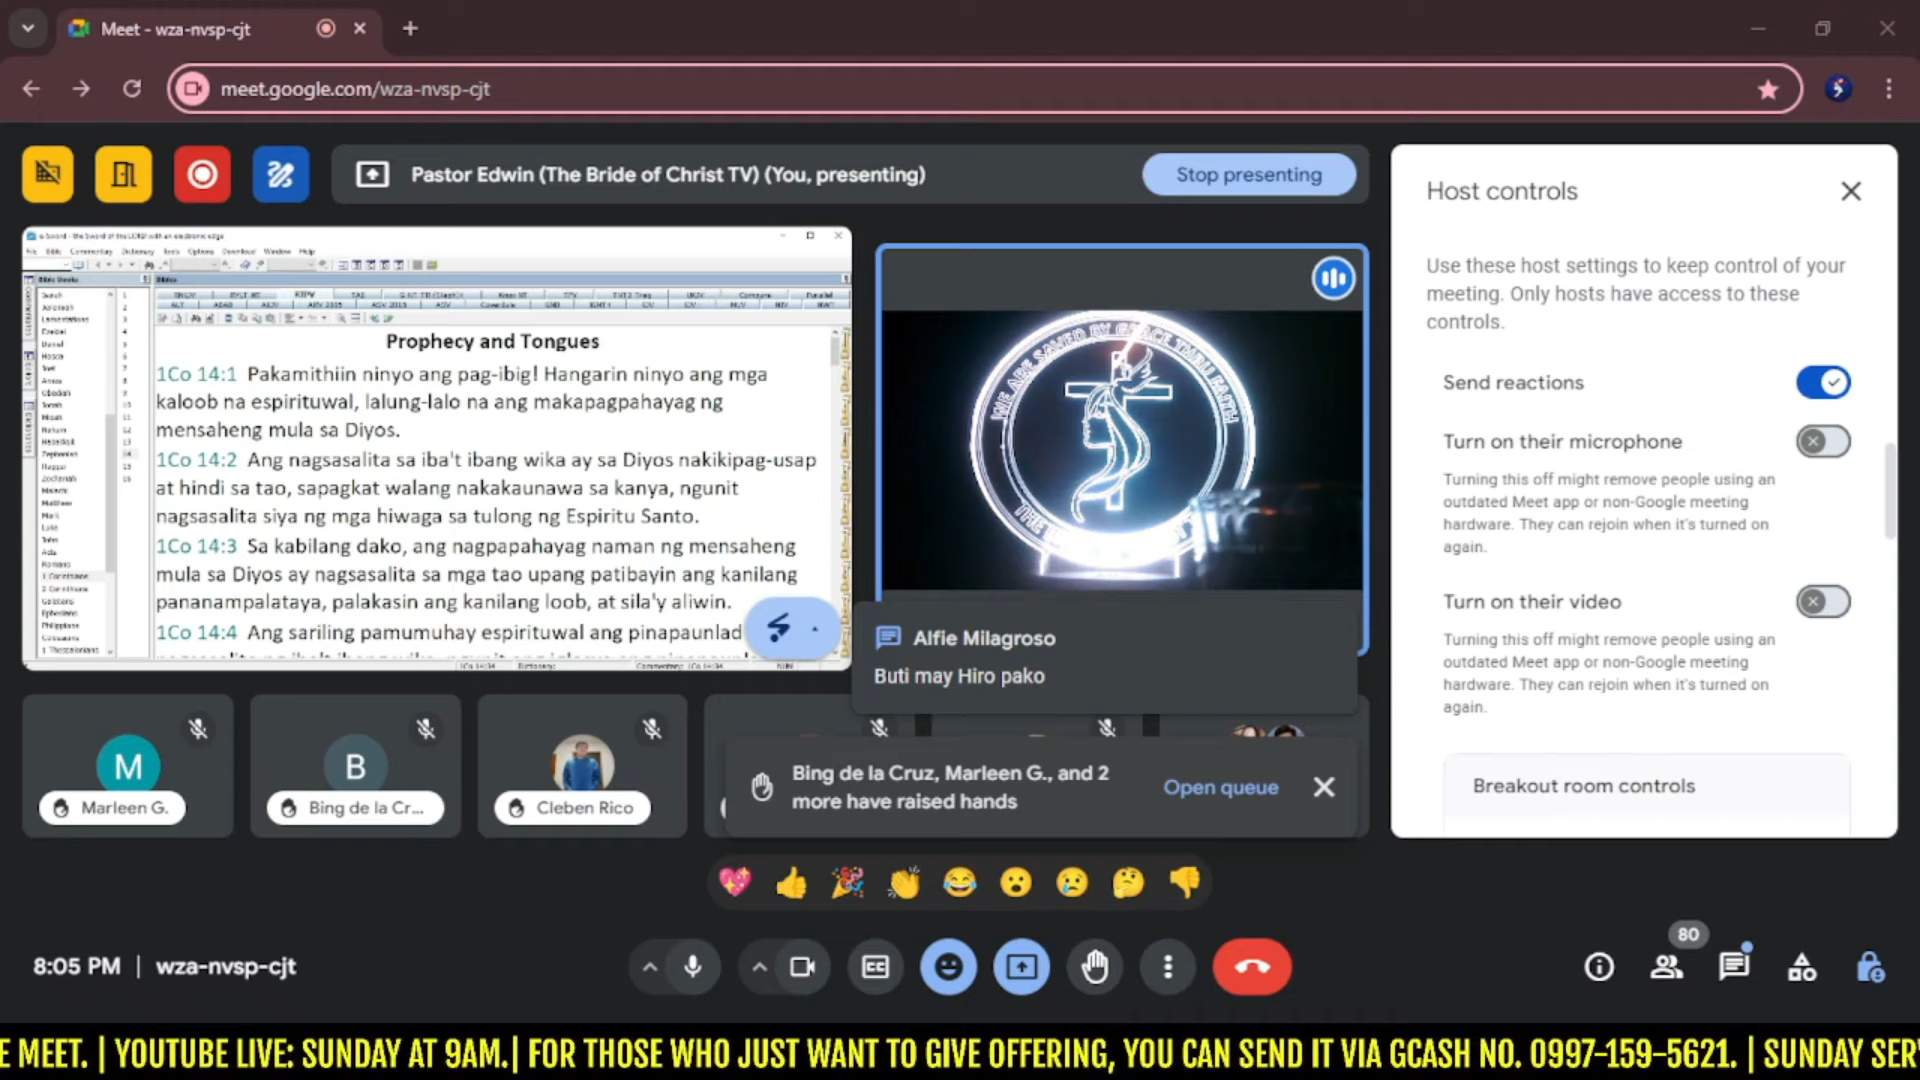 Meet - wza-nvsp-cjt
meet.google.com/wza-nvsp-cjt
Pastor Edwin (The Bride of Christ TV) (You, presenting)
Stop presenting
Prophecy and Tongues
1Co 14:1 Pakamithiin ninyo ang pag-ibig! Hangarin ninyo ang mga
kaloob na espirituwal, lalung-lalo na ang makapagpahayag ng
mensaheng mula sa Diyos.
1Co 14:2 Ang nagsasalita sa iba't ibang wika ay sa Diyos nakikipag-usap
at hindi sa tao, sapagkat walang nakakaunawa sa kanya, ngunit
nagsasalita siya ng mga hiwaga sa tulong ng Espiritu Santo.
1Co 14:3 Sa kabilang dako, ang nagpapahayag naman ng mensaheng
mula sa Diyos ay nagsasalita sa mga tao upang patibayin ang kanilang
pananampalataya, palakasin ang kanilang loob, at sila'y aliwin.
1Co 14:4 Ang sariling pamumuhay espirituwal ang pinapaunlad
WE ARE SAVED BY GRACE THRU FAITH
Alfie Milagroso
Buti may Hiro pako
M
Marleen G.
B
Bing de la Cr...
Cleben Rico
Bing de la Cruz, Marleen G., and 2
more have raised hands
Open queue
Host controls
Use these host settings to keep control of your
meeting. Only hosts have access to these
controls.
Send reactions
Turn on their microphone
Turning this off might remove people using an
outdated Meet app or non-Google meeting
hardware. They can rejoin when it's turned on
again.
Turn on their video
Turning this off might remove people using an
outdated Meet app or non-Google meeting
hardware. They can rejoin when it's turned on
again.
Breakout room controls
8:05 PM | wza-nvsp-cjt
80
E MEET. | YOUTUBE LIVE: SUNDAY AT 9AM.| FOR THOSE WHO JUST WANT TO GIVE OFFERING, YOU CAN SEND IT VIA GCASH NO. 0997-159-5621. | SUNDAY SER